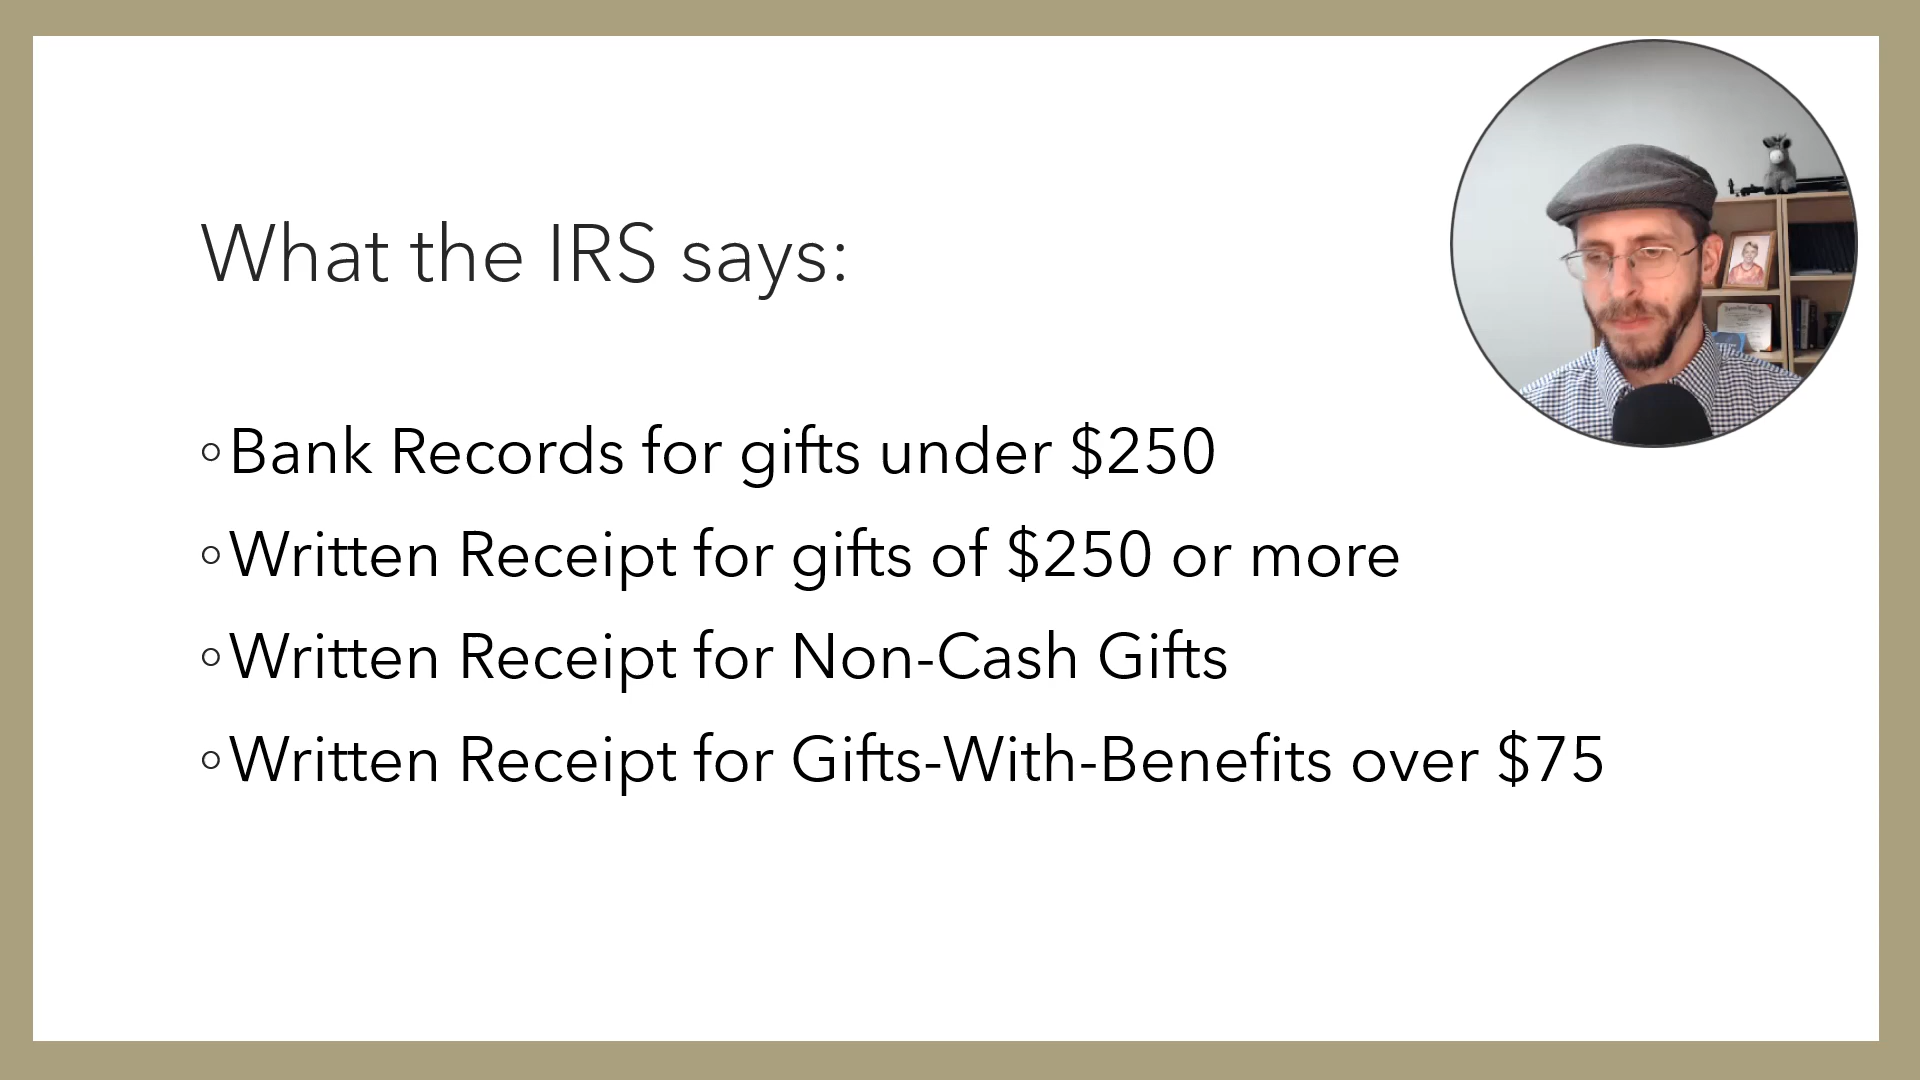 What the IRS says:
◦Bank Records for gifts under $250
◦Written Receipt for gifts of $250 or more
◦Written Receipt for Non-Cash Gifts
◦Written Receipt for Gifts-With-Benefits over $75